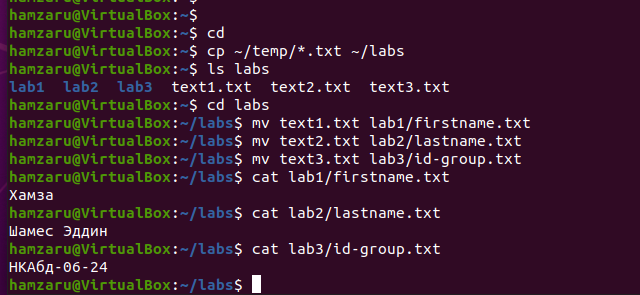 hamzaru@VirtualBox:~$
hamzaru@VirtualBox:~$ cd
hamzaru@VirtualBox:~$ cp ~/temp/*.txt ~/labs
hamzaru@VirtualBox:~$ ls labs
lab1  lab2  lab3  text1.txt  text2.txt  text3.txt
hamzaru@VirtualBox:~$ cd labs
hamzaru@VirtualBox:~/labs$ mv text1.txt lab1/firstname.txt
hamzaru@VirtualBox:~/labs$ mv text2.txt lab2/lastname.txt
hamzaru@VirtualBox:~/labs$ mv text3.txt lab3/id-group.txt
hamzaru@VirtualBox:~/labs$ cat lab1/firstname.txt
Хамза
hamzaru@VirtualBox:~/labs$ cat lab2/lastname.txt
Шамес Эддин
hamzaru@VirtualBox:~/labs$ cat lab3/id-group.txt
НКАбд-06-24
hamzaru@VirtualBox:~/labs$